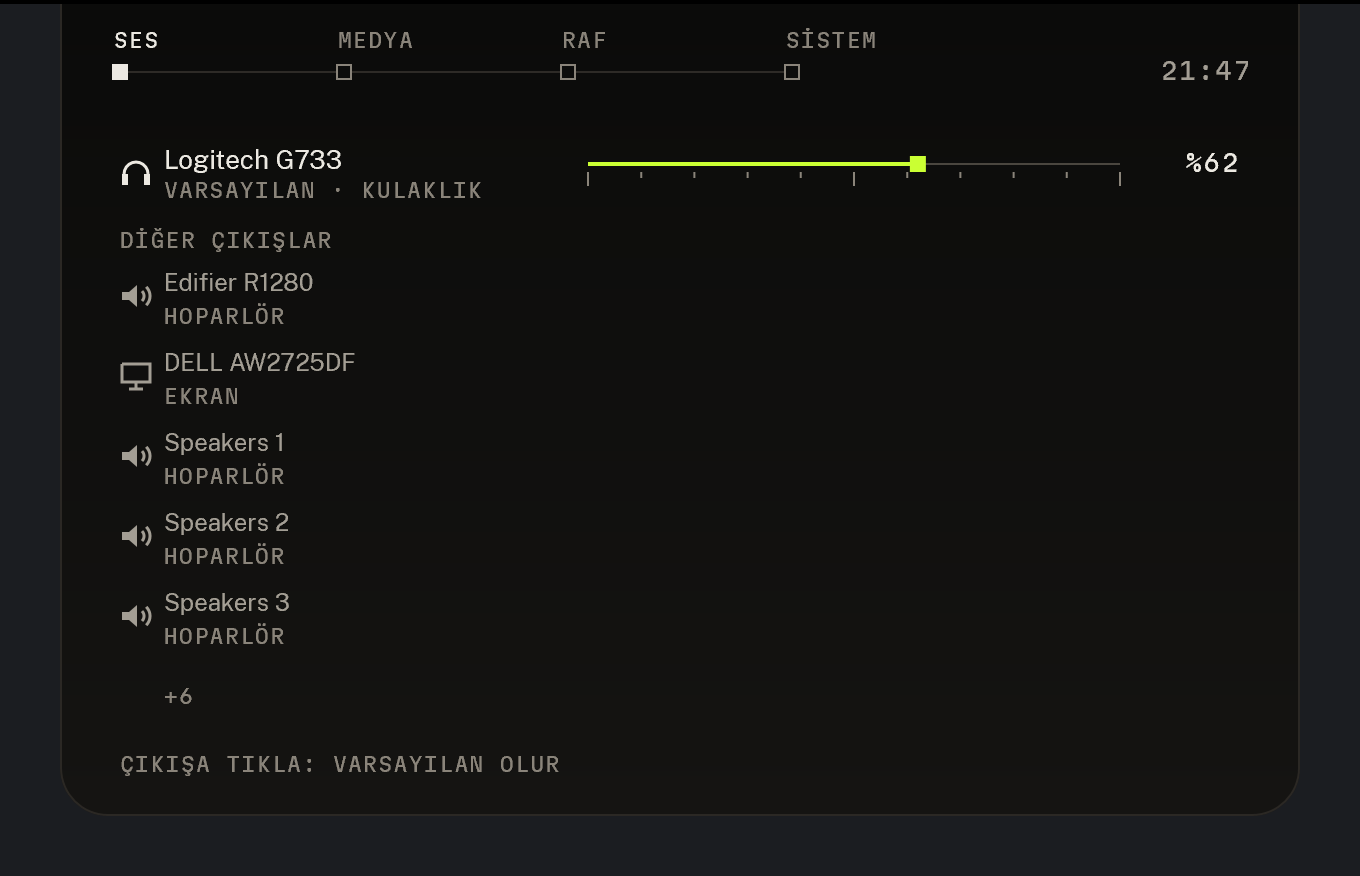 SES MEDYA RAF SİSTEM
21:47
Logitech G733
VARSAYILAN · KULAKLIK
%62
DİĞER ÇIKIŞLAR
Edifier R1280
HOPARLÖR
DELL AW2725DF
EKRAN
Speakers 1
HOPARLÖR
Speakers 2
HOPARLÖR
Speakers 3
HOPARLÖR
+6
ÇIKIŞA TIKLA: VARSAYILAN OLUR